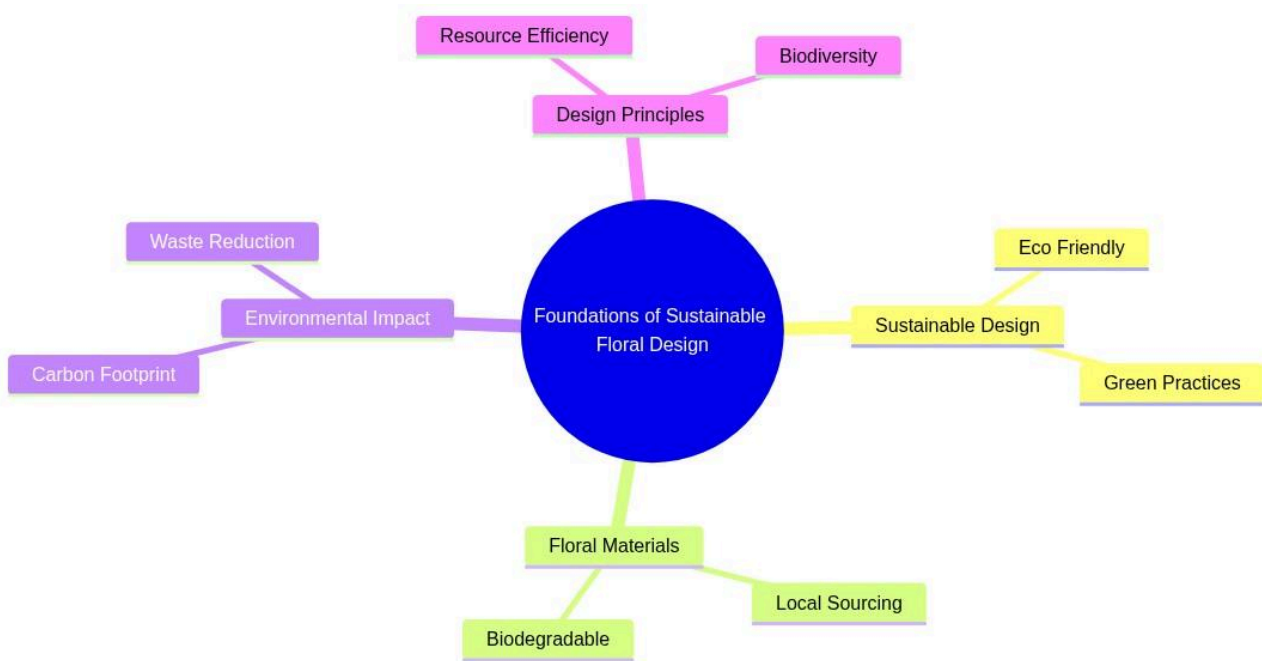 Resource Efficiency
Biodiversity
Design Principles
Waste Reduction
Eco Friendly
Environmental Impact
Foundations of Sustainable
Floral Design
Sustainable Design
Carbon Footprint
Green Practices
Floral Materials
Local Sourcing
Biodegradable